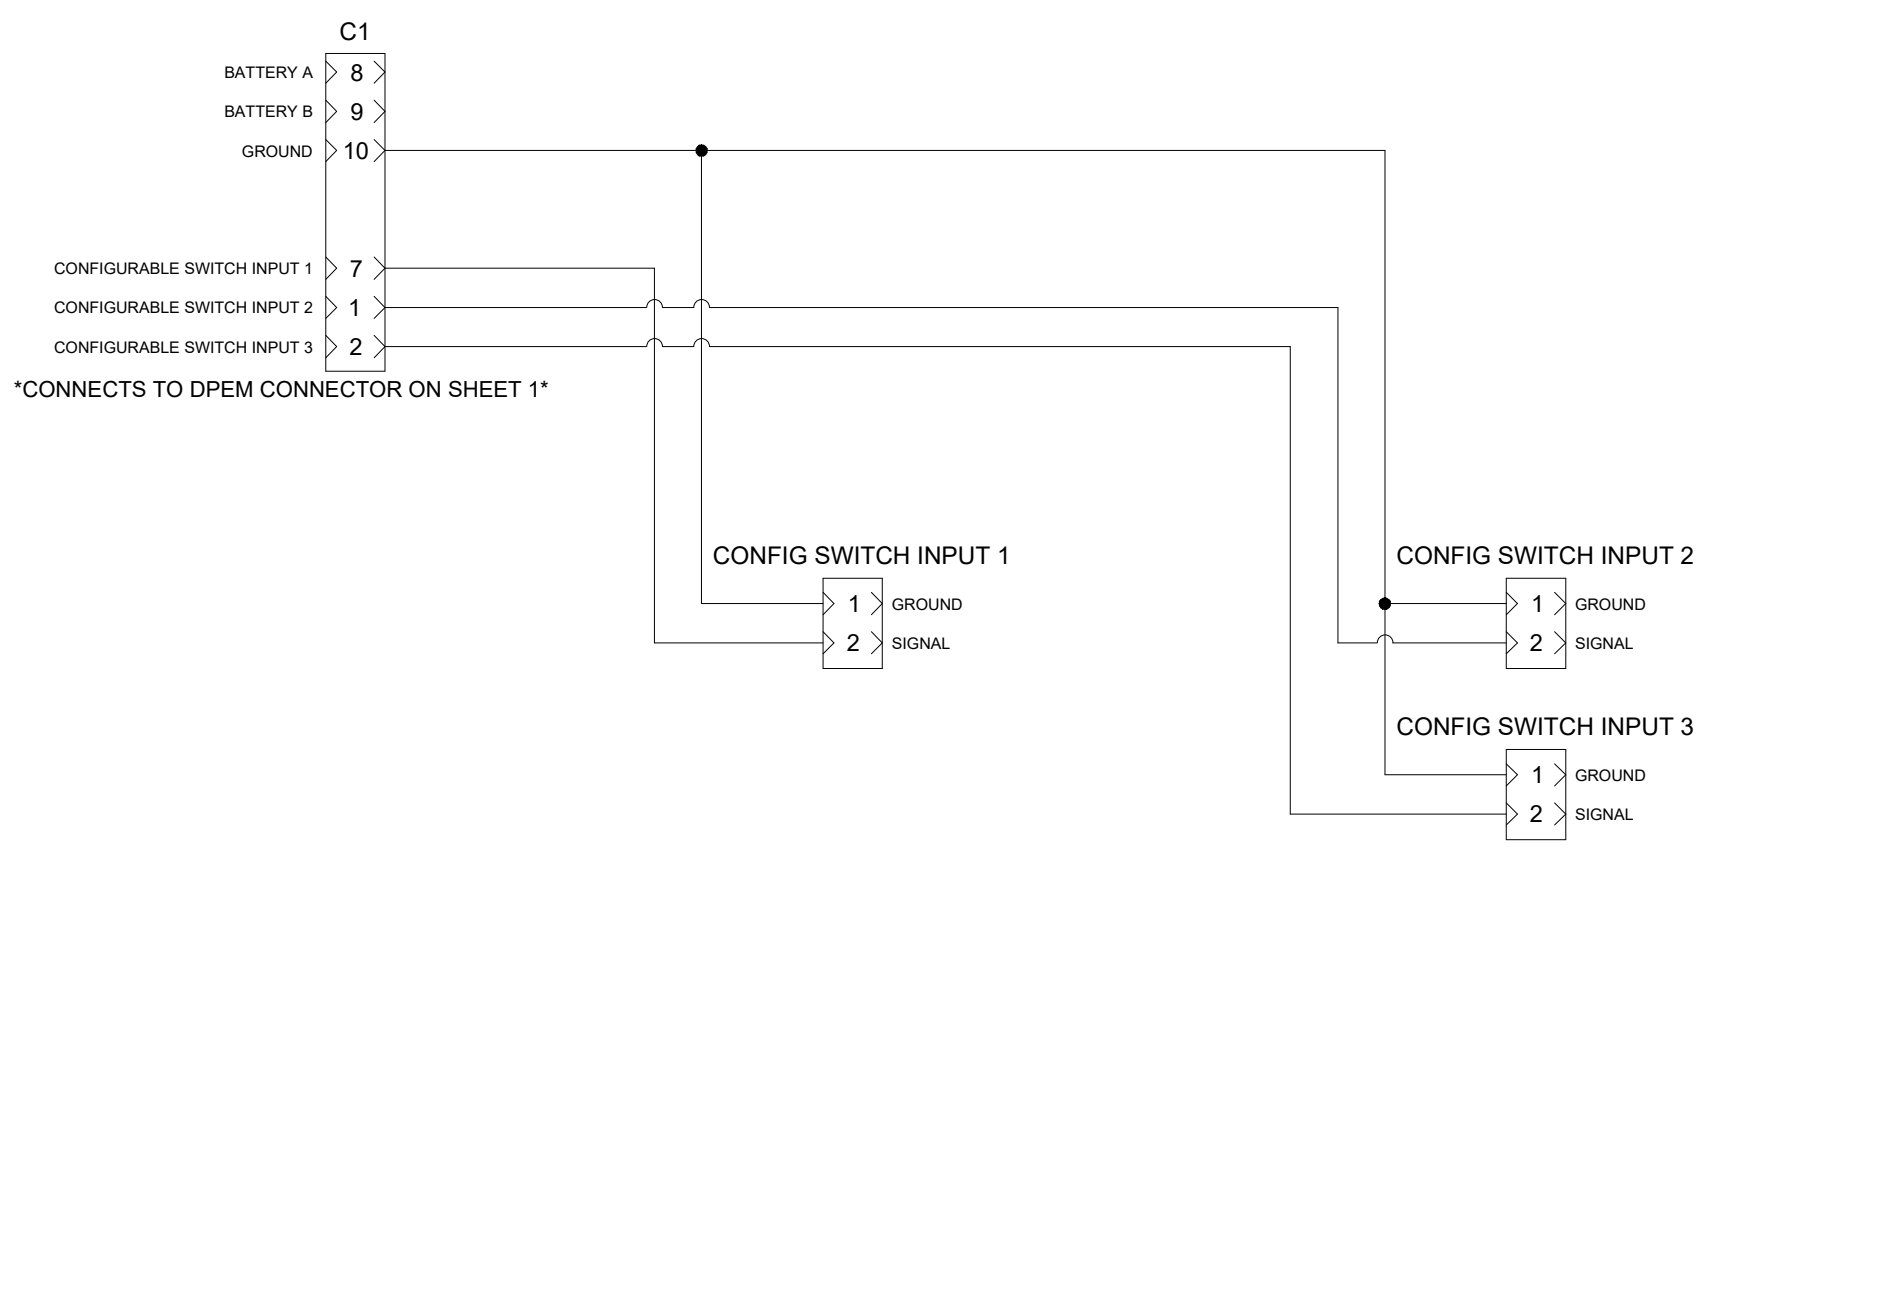 C1
BATTERY A 8
BATTERY B 9
GROUND 10
CONFIGURABLE SWITCH INPUT 1 7
CONFIGURABLE SWITCH INPUT 2 1
CONFIGURABLE SWITCH INPUT 3 2
*CONNECTS TO DPEM CONNECTOR ON SHEET 1*
CONFIG SWITCH INPUT 1
1 GROUND
2 SIGNAL
CONFIG SWITCH INPUT 2
1 GROUND
2 SIGNAL
CONFIG SWITCH INPUT 3
1 GROUND
2 SIGNAL